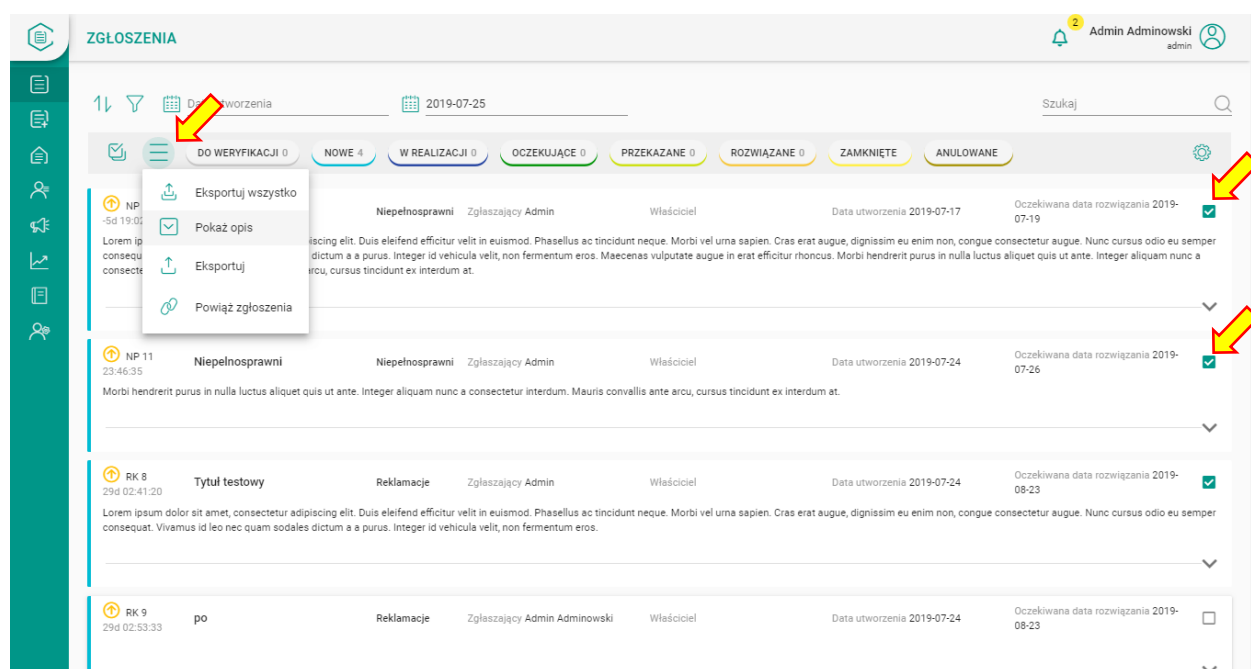 ZGŁOSZENIA
2
Admin Adminowski
admin
tworzenia
2019-07-25
Szukaj
DO WERYFIKACJI 0 NOWE 4 W REALIZACJI 0 OCZEKUJĄCE 0 PRZEKAZANE 0 ROZWIĄZANE 0 ZAMKNIĘTE ANULOWANE
Eksportuj wszystko
Pokaż opis
Eksportuj
Powiąż zgłoszenia
NP Niepełnosprawni Zgłaszający Admin Właściciel Data utworzenia 2019-07-17 Oczekiwana data rozwiązania 2019-
-5d 19:02 07-19
Lorem ip iscing elit. Duis eleifend efficitur velit in euismod. Phasellus ac tincidunt neque. Morbi vel urna sapien. Cras erat augue, dignissim eu enim non, congue consectetur augue. Nunc cursus odio eu semper
consequ dictum a a purus. Integer id vehicula velit, non fermentum eros. Maecenas vulputate augue in erat efficitur rhoncus. Morbi hendrerit purus in nulla luctus aliquet quis ut ante. Integer aliquam nunc a
consecte rcu, cursus tincidunt ex interdum at.
NP 11 Niepelnosprawni Niepełnosprawni Zgłaszający Admin Właściciel Data utworzenia 2019-07-24 Oczekiwana data rozwiązania 2019-
23:46:35 07-26
Morbi hendrerit purus in nulla luctus aliquet quis ut ante. Integer aliquam nunc a consectetur interdum. Mauris convallis ante arcu, cursus tincidunt ex interdum at.
RK 8 Tytuł testowy Reklamacje Zgłaszający Admin Właściciel Data utworzenia 2019-07-24 Oczekiwana data rozwiązania 2019-
29d 02:41:20 08-23
Lorem ipsum dolor sit amet, consectetur adipiscing elit. Duis eleifend efficitur velit in euismod. Phasellus ac tincidunt neque. Morbi vel urna sapien. Cras erat augue, dignissim eu enim non, congue consectetur augue. Nunc cursus odio eu semper
consequat. Vivamus id leo nec quam sodales dictum a a purus. Integer id vehicula velit, non fermentum eros.
RK 9 po Reklamacje Zgłaszający Admin Adminowski Właściciel Data utworzenia 2019-07-24 Oczekiwana data rozwiązania 2019-
29d 02:53:33 08-23